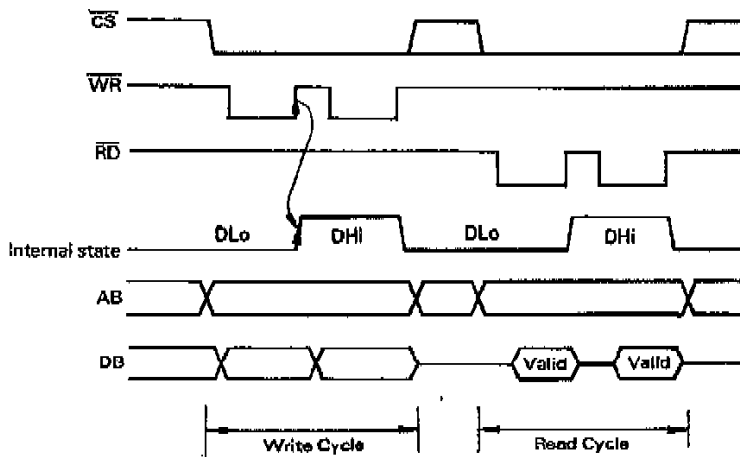 CS
WR
RD
Internal state DLo DHi DLo DHi
AB
DB Valid Valid
Write Cycle Read Cycle